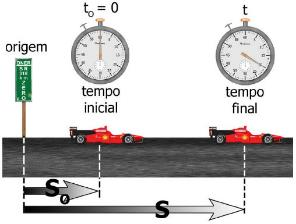 t₀ = 0
t
origem
tempo
inicial
tempo
final
S₀
S